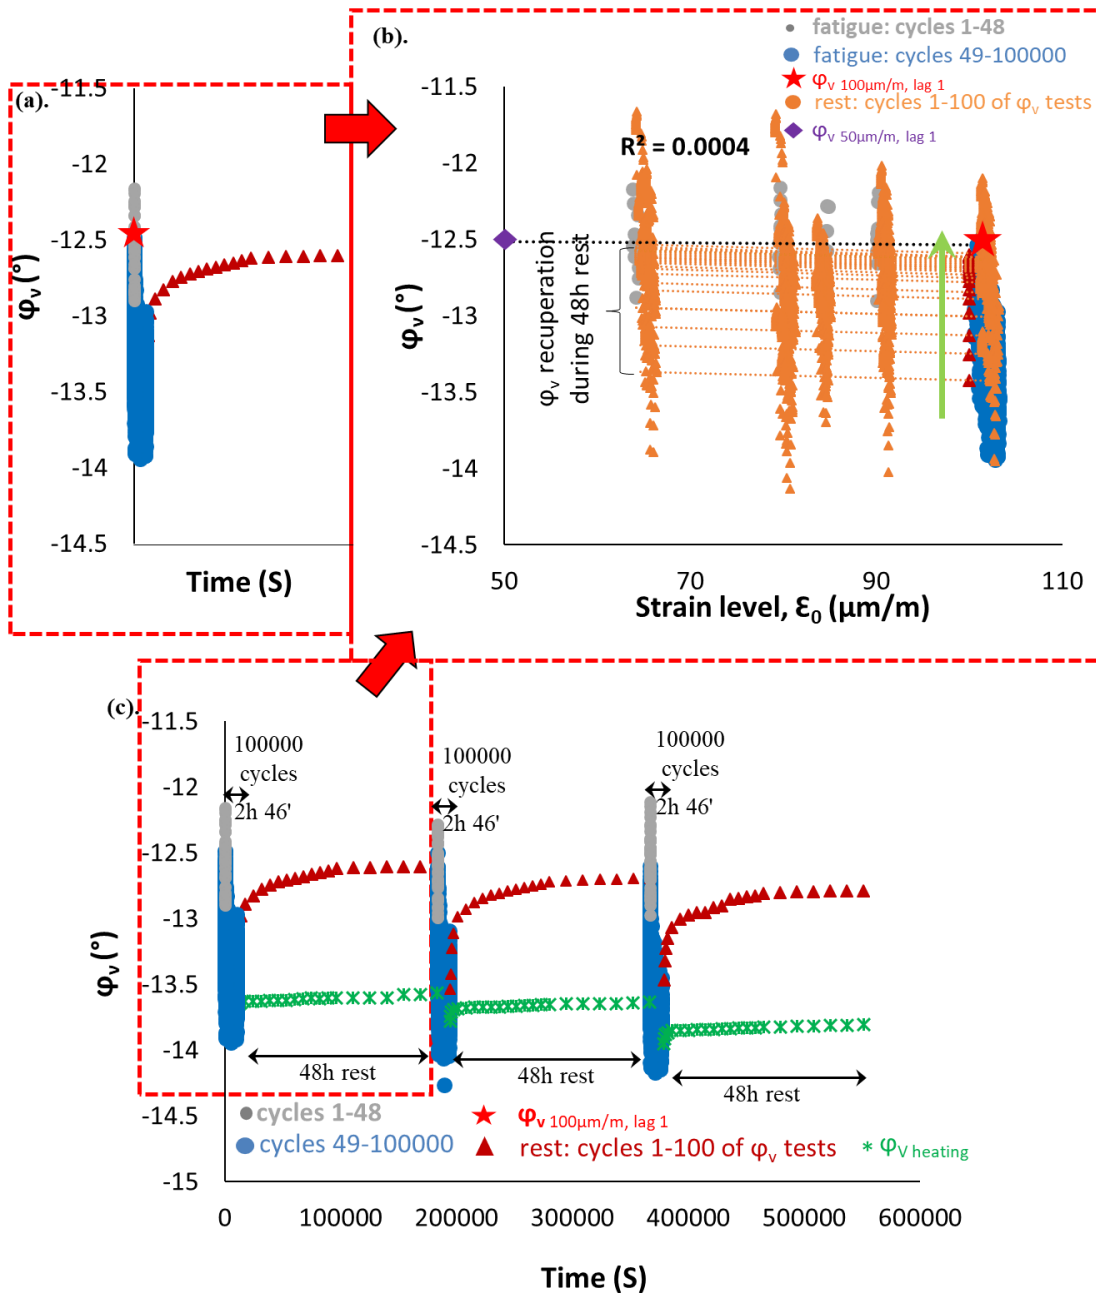 (a).
-11.5
-12
-12.5
-13
-13.5
-14
-14.5
φv (°)
Time (S)
(b).
fatigue: cycles 1-48
fatigue: cycles 49-100000
φv 100µm/m, lag 1
rest: cycles 1-100 of φv tests
φv 50µm/m, lag 1
R² = 0.0004
-11.5
-12
-12.5
-13
-13.5
-14
-14.5
φv (°)
φv recuperation
during 48h rest
50
70
90
110
Strain level, Ɛ0 (µm/m)
(c).
-11.5
-12
-12.5
-13
-13.5
-14
-14.5
-15
φv (°)
100000
cycles
2h 46'
100000
cycles
2h 46'
100000
cycles
2h 46'
48h rest
48h rest
48h rest
cycles 1-48
φv 100µm/m, lag 1
cycles 49-100000
rest: cycles 1-100 of φv tests
φV heating
0
100000
200000
300000
400000
500000
600000
Time (S)